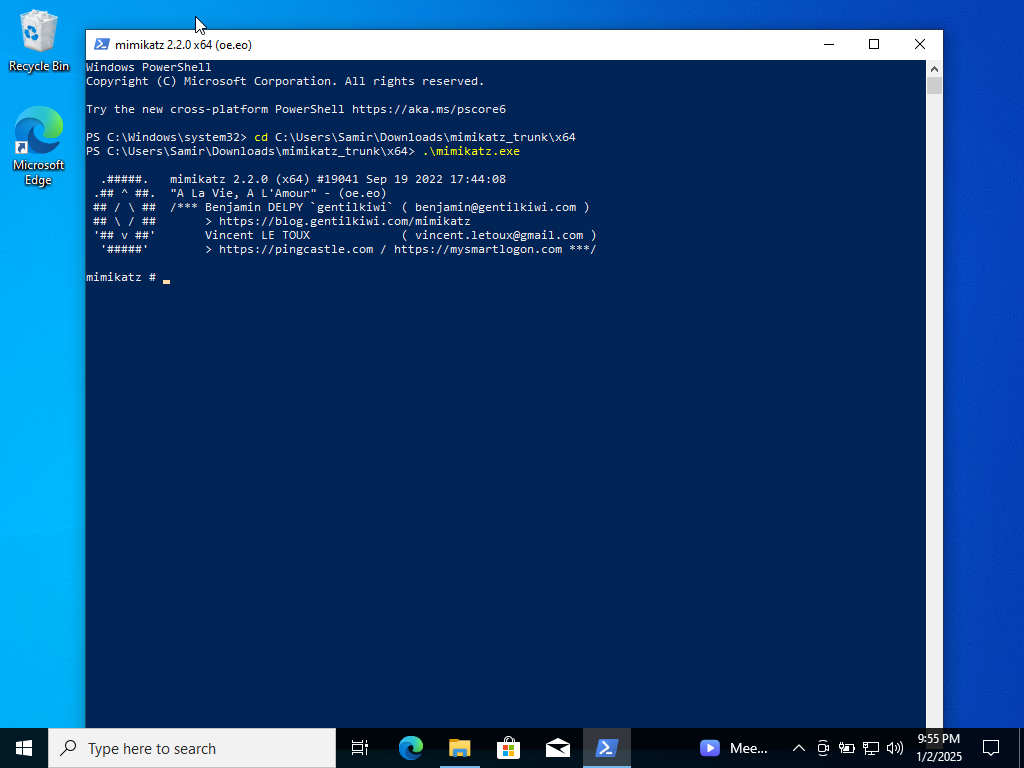 Recycle Bin
Microsoft
Edge
mimikatz 2.2.0 x64 (oe.eo)
Windows PowerShell
Copyright (C) Microsoft Corporation. All rights reserved.
Try the new cross-platform PowerShell https://aka.ms/pscore6
PS C:\Windows\system32> cd C:\Users\Samir\Downloads\mimikatz_trunk\x64
PS C:\Users\Samir\Downloads\mimikatz_trunk\x64> .\mimikatz.exe
  .#####.   mimikatz 2.2.0 (x64) #19041 Sep 19 2022 17:44:08
 .## ^ ##.  "A La Vie, A L'Amour" - (oe.eo)
 ## / \ ##  /*** Benjamin DELPY `gentilkiwi` ( benjamin@gentilkiwi.com )
 ## \ / ##       > https://blog.gentilkiwi.com/mimikatz
 '## v ##'       Vincent LE TOUX             ( vincent.letoux@gmail.com )
  '#####'        > https://pingcastle.com / https://mysmartlogon.com ***/
mimikatz # _
Type here to search
Mee...
9:55 PM
1/2/2025